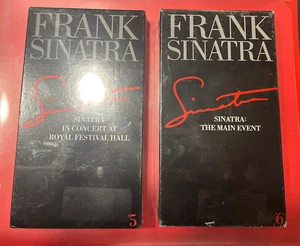 FRANK
SINATRA
Sinatra
SINATRA
IN CONCERT AT
ROYAL FESTIVAL HALL
5
FRANK
SINATRA
Sinatra
SINATRA:
THE MAIN EVENT
6